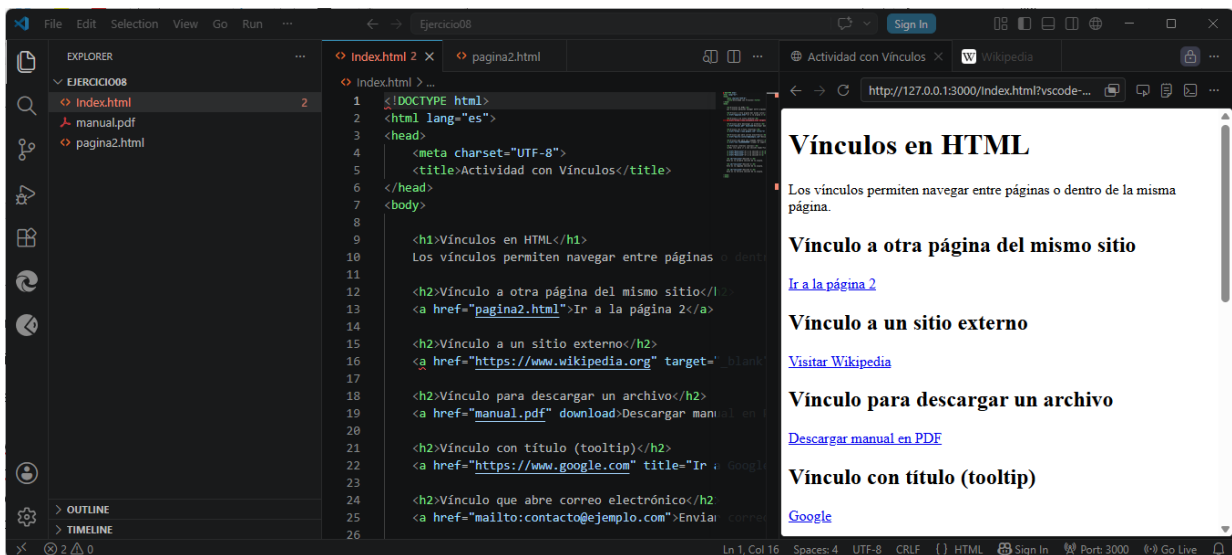 File Edit Selection View Go Run ··· Ejercicio08 Sign In
EXPLORER ···
EJERCICIO08
Index.html 2
manual.pdf
pagina2.html
OUTLINE
TIMELINE
Index.html 2 pagina2.html ···
Index.html > ...
1 <!DOCTYPE html>
2 <html lang="es">
3 <head>
4 <meta charset="UTF-8">
5 <title>Actividad con Vínculos</title>
6 </head>
7 <body>
8
9 <h1>Vínculos en HTML</h1>
10 Los vínculos permiten navegar entre páginas o dent
11
12 <h2>Vínculo a otra página del mismo sitio</h2>
13 <a href="pagina2.html">Ir a la página 2</a>
14
15 <h2>Vínculo a un sitio externo</h2>
16 <a href="https://www.wikipedia.org" target="_blank"
17
18 <h2>Vínculo para descargar un archivo</h2>
19 <a href="manual.pdf" download>Descargar manual en
20
21 <h2>Vínculo con título (tooltip)</h2>
22 <a href="https://www.google.com" title="Ir a Google
23
24 <h2>Vínculo que abre correo electrónico</h2
25 <a href="mailto:contacto@ejemplo.com">Enviar correo
26
Actividad con Vínculos W Wikipedia ···
http://127.0.0.1:3000/Index.html?vscode-... ···
Vínculos en HTML
Los vínculos permiten navegar entre páginas o dentro de la misma
página.
Vínculo a otra página del mismo sitio
Ir a la página 2
Vínculo a un sitio externo
Visitar Wikipedia
Vínculo para descargar un archivo
Descargar manual en PDF
Vínculo con título (tooltip)
Google
2 0 Ln 1, Col 16 Spaces: 4 UTF-8 CRLF {} HTML Sign In Port: 3000 Go Live